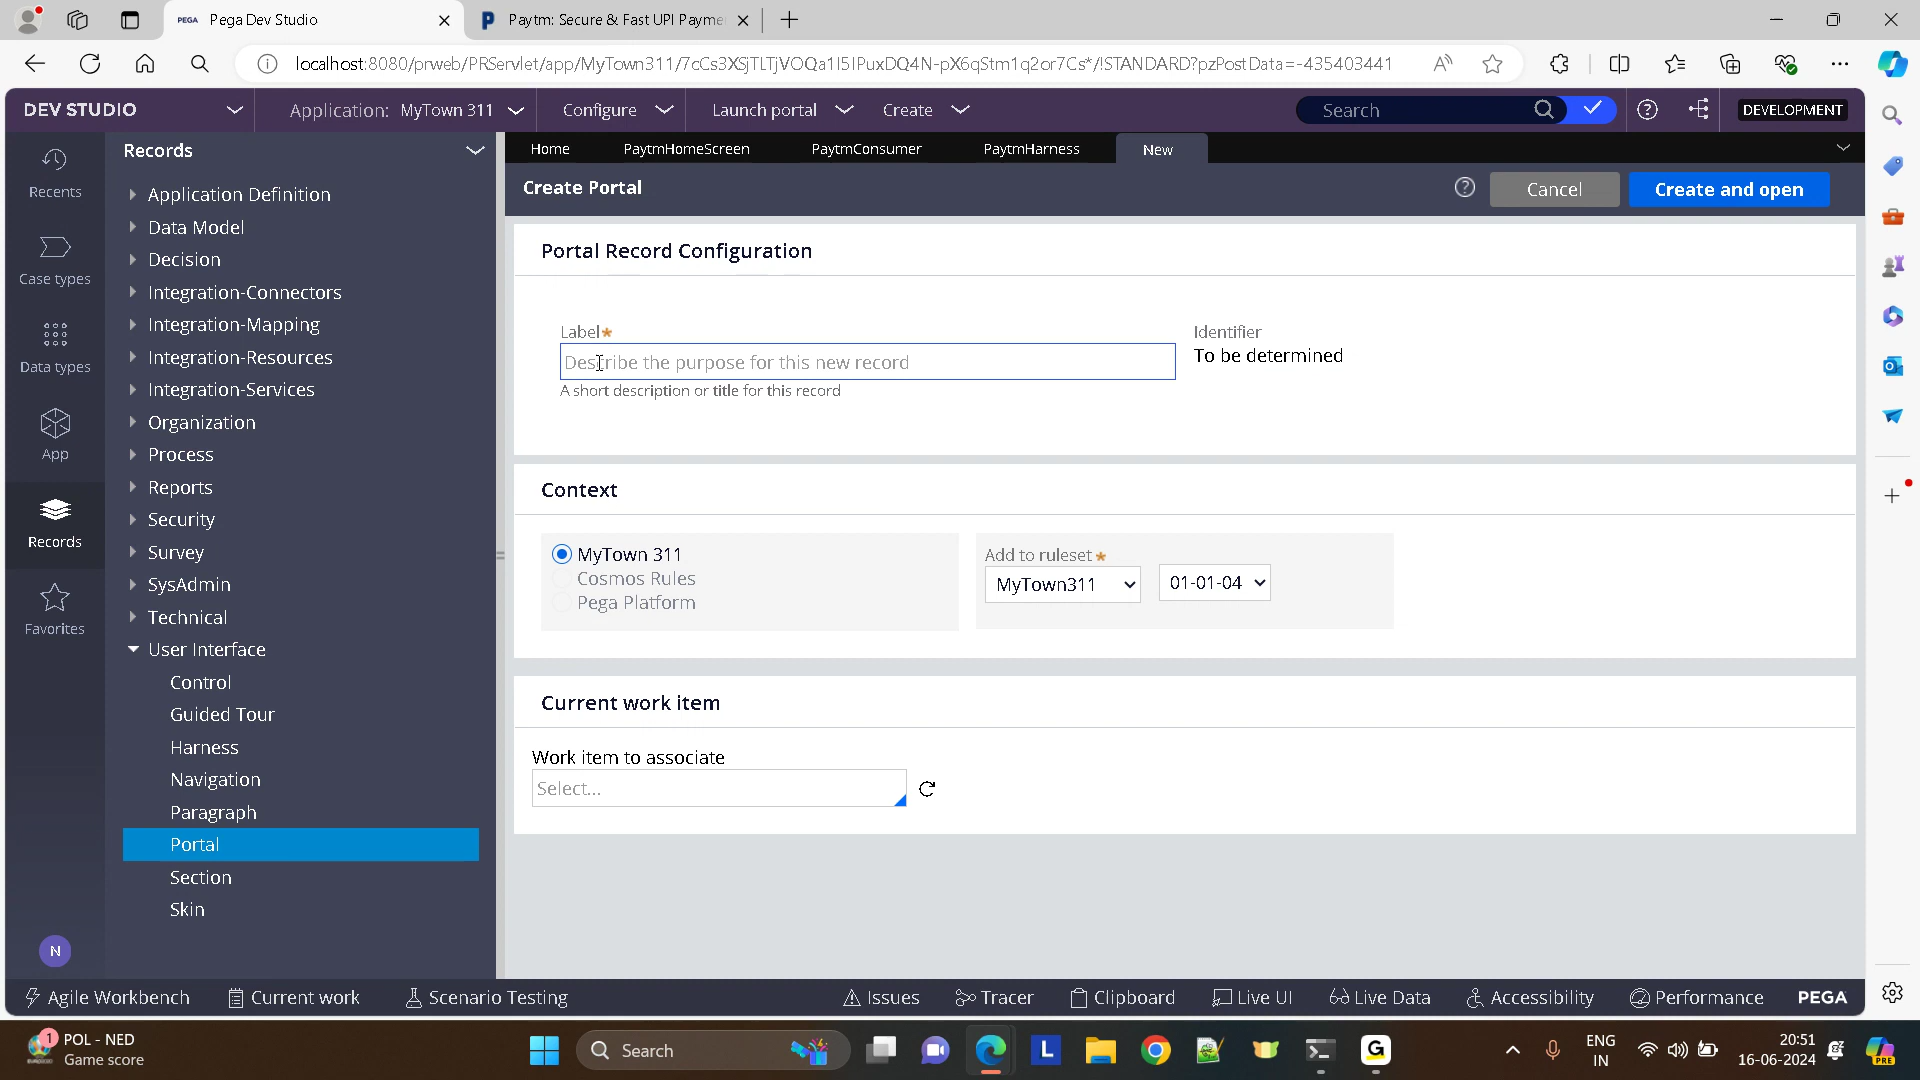 PEGA Pega Dev Studio
Paytm: Secure & Fast UPI Payme
localhost:8080/prweb/PRServlet/app/MyTown311/7cCs3XSjTLTjVOQa1I5IPuxDQ4N-pX6qStm1q2or7Cs*/!STANDARD?pzPostData=-435403441
DEV STUDIO
Application: MyTown 311
Configure
Launch portal
Create
Search
DEVELOPMENT
Recents
Case types
Data types
App
Records
Favorites
N
Records
Application Definition
Data Model
Decision
Integration-Connectors
Integration-Mapping
Integration-Resources
Integration-Services
Organization
Process
Reports
Security
Survey
SysAdmin
Technical
User Interface
Control
Guided Tour
Harness
Navigation
Paragraph
Portal
Section
Skin
Home
PaytmHomeScreen
PaytmConsumer
PaytmHarness
New
Create Portal
Cancel
Create and open
Portal Record Configuration
Label*
Describe the purpose for this new record
A short description or title for this record
Identifier
To be determined
Context
MyTown 311
Cosmos Rules
Pega Platform
Add to ruleset *
MyTown311
01-01-04
Current work item
Work item to associate
Select...
Agile Workbench
Current work
Scenario Testing
Issues
Tracer
Clipboard
Live UI
Live Data
Accessibility
Performance
PEGA
1
POL - NED
Game score
Search
L
G
ENG
IN
20:51
16-06-2024
PRE